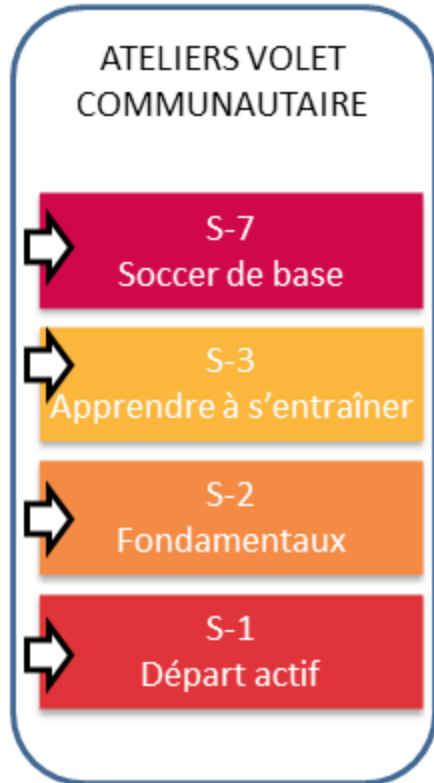 ATELIERS VOLET
COMMUNAUTAIRE
S-7
Soccer de base
S-3
Apprendre à s’entraîner
S-2
Fondamentaux
S-1
Départ actif